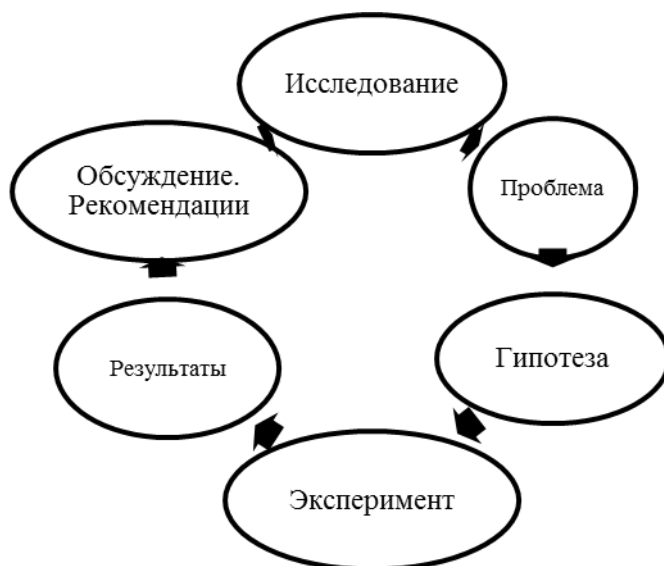 Исследование
Проблема
Гипотеза
Эксперимент
Результаты
Обсуждение.
Рекомендации